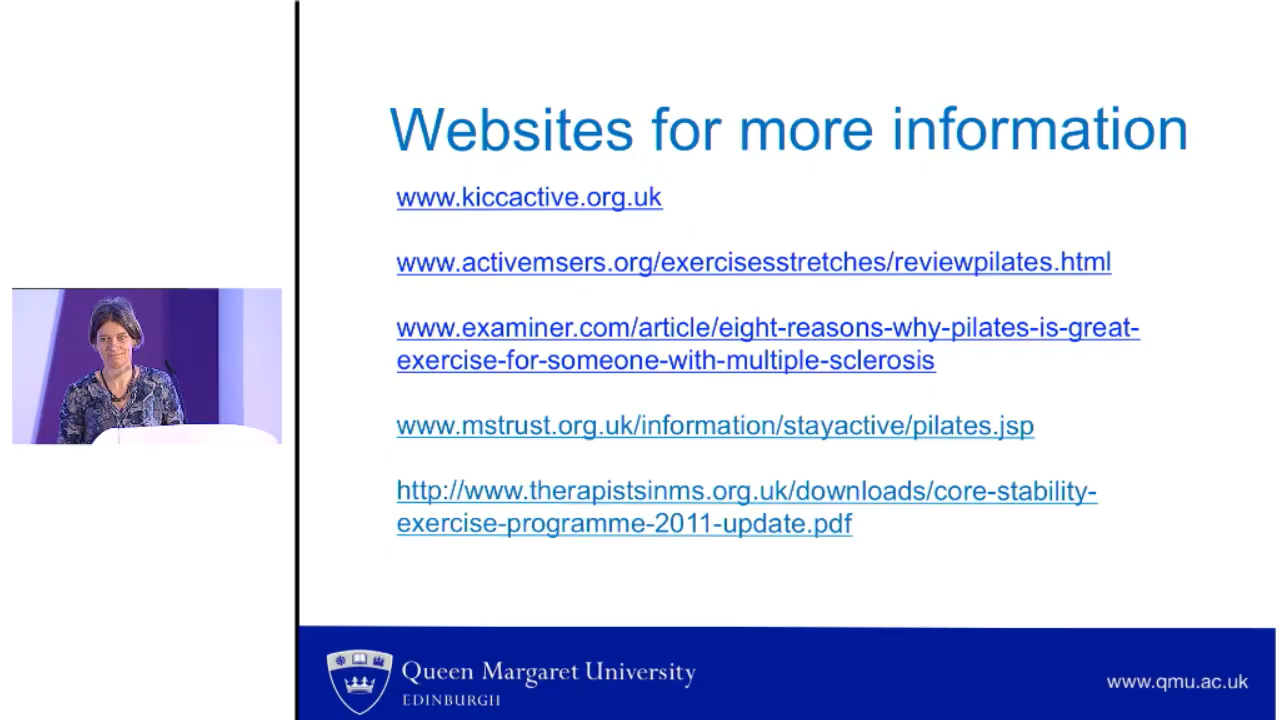 Websites for more information
www.kiccactive.org.uk
www.activemsers.org/exercisesstretches/reviewpilates.html
www.examiner.com/article/eight-reasons-why-pilates-is-great-
exercise-for-someone-with-multiple-sclerosis
www.mstrust.org.uk/information/stayactive/pilates.jsp
http://www.therapistsinms.org.uk/downloads/core-stability-
exercise-programme-2011-update.pdf
Queen Margaret University
EDINBURGH
www.qmu.ac.uk